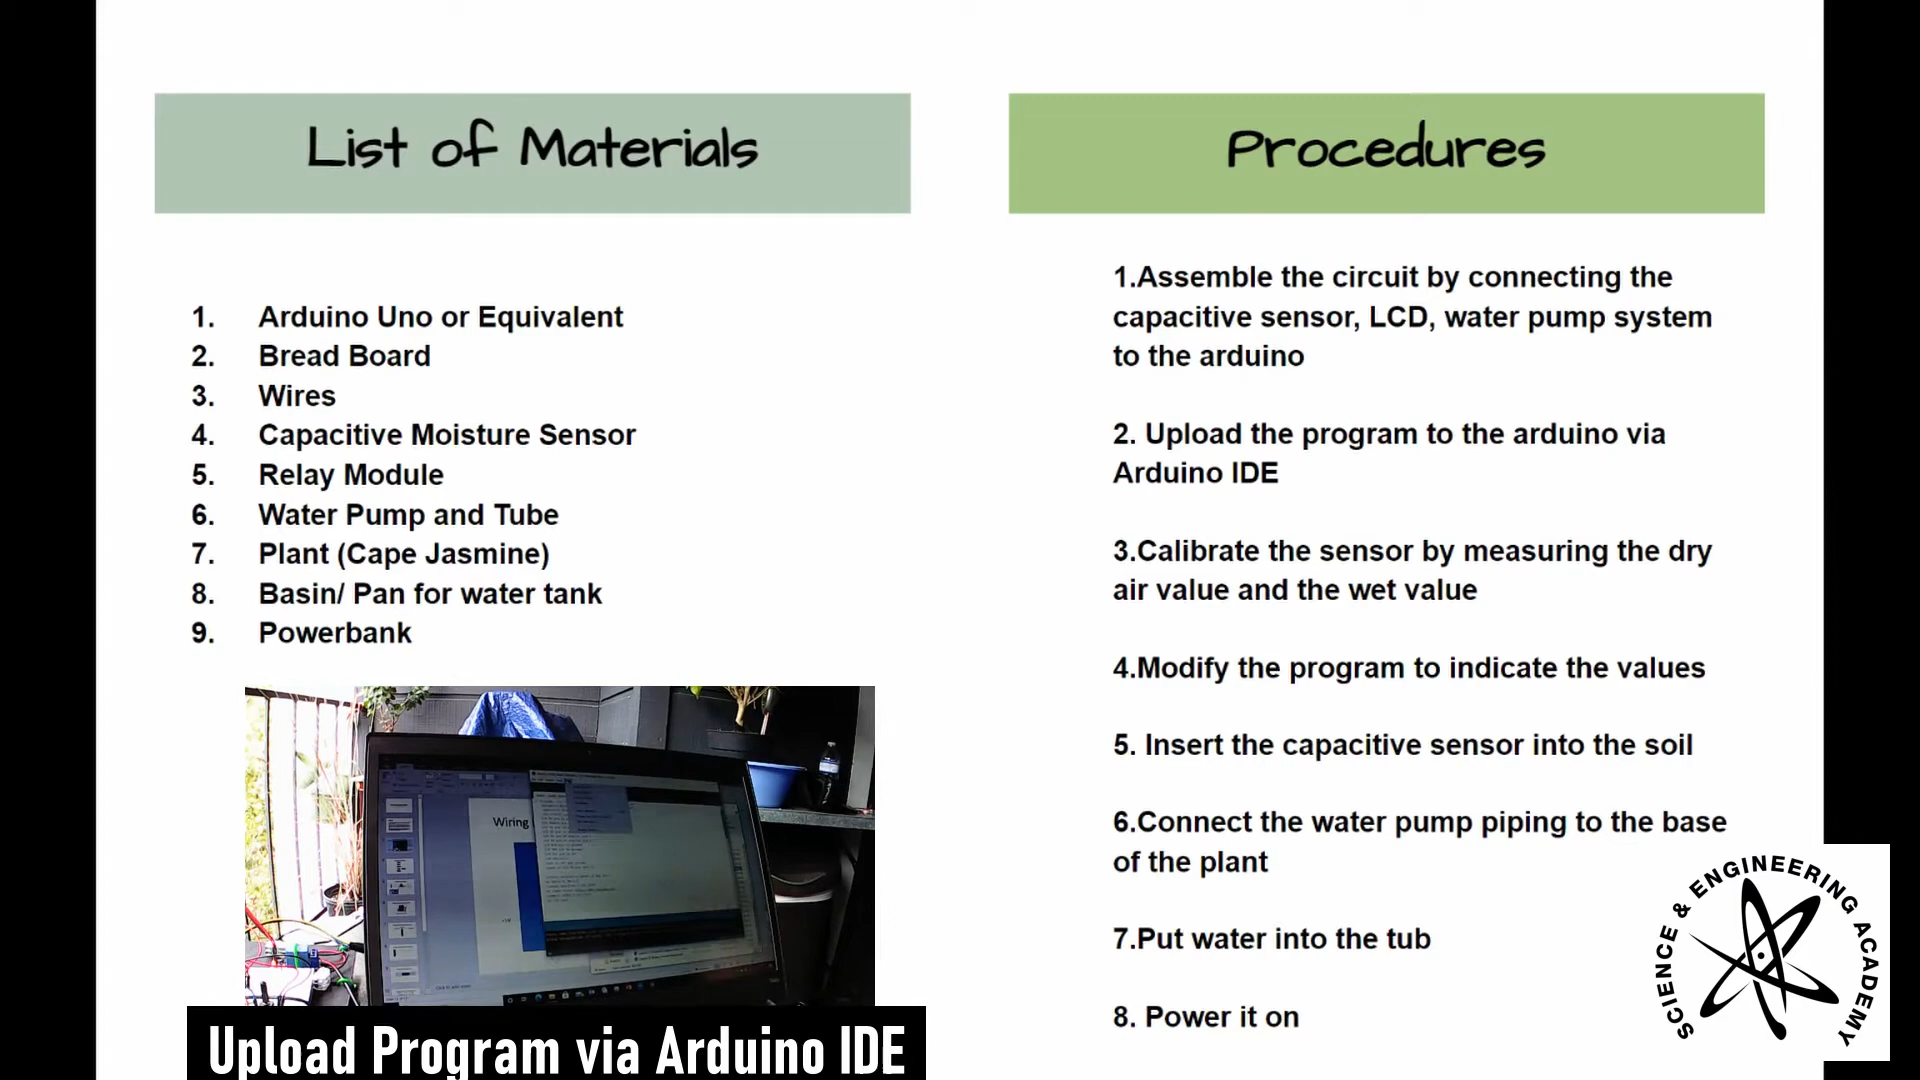 List of Materials
1. Arduino Uno or Equivalent
2. Bread Board
3. Wires
4. Capacitive Moisture Sensor
5. Relay Module
6. Water Pump and Tube
7. Plant (Cape Jasmine)
8. Basin/ Pan for water tank
9. Powerbank
Wiring
Upload Program via Arduino IDE
Procedures
1.Assemble the circuit by connecting the
capacitive sensor, LCD, water pump system
to the arduino
2. Upload the program to the arduino via
Arduino IDE
3.Calibrate the sensor by measuring the dry
air value and the wet value
4.Modify the program to indicate the values
5. Insert the capacitive sensor into the soil
6.Connect the water pump piping to the base
of the plant
7.Put water into the tub
8. Power it on
SCIENCE & ENGINEERING ACADEMY